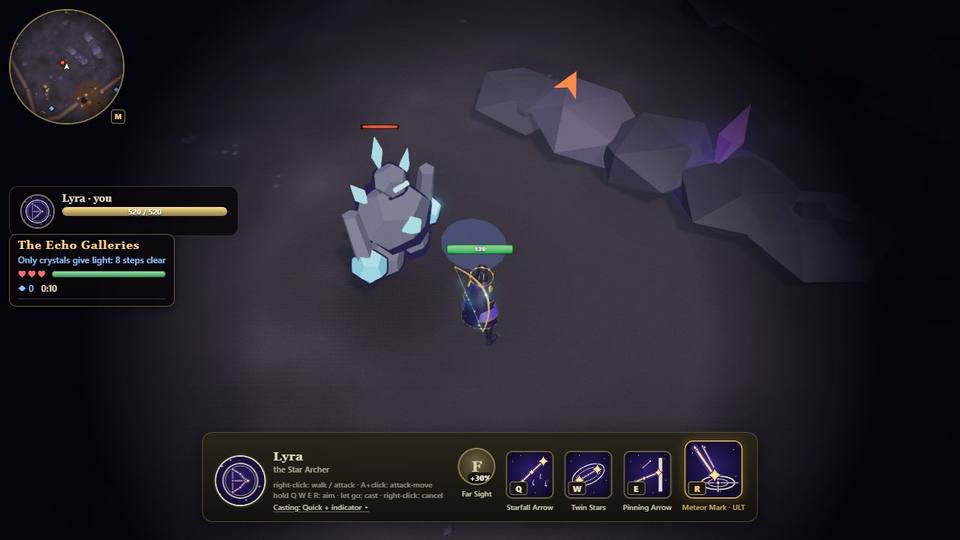 M
Lyra · you
520 / 520
The Echo Galleries
Only crystals give light: 8 steps clear
0 0:10
Lyra
the Star Archer
right-click: walk / attack · A+click: attack-move
hold Q W E R: aim · let go: cast · right-click: cancel
Casting: Quick + indicator
F
+30%
Far Sight
Q
Starfall Arrow
W
Twin Stars
E
Pinning Arrow
R
Meteor Mark · ULT